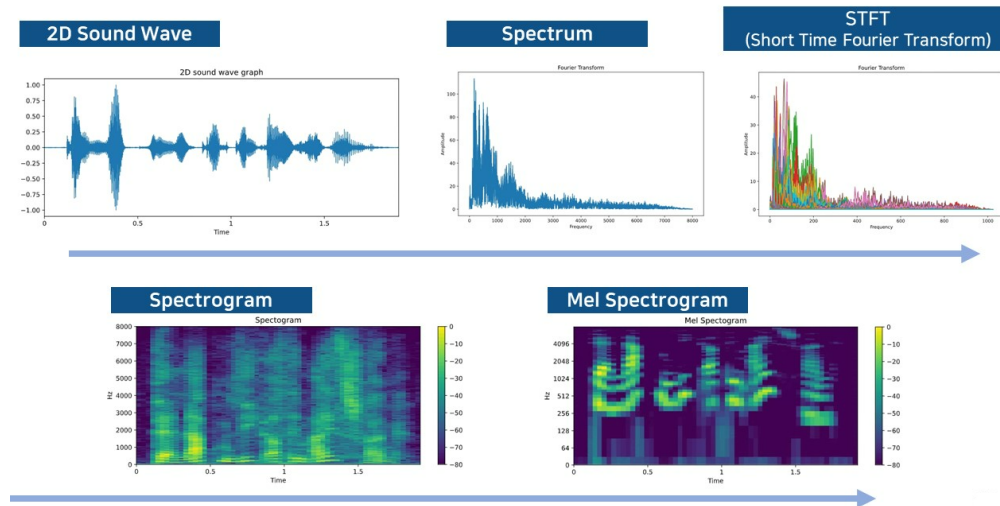 2D Sound Wave
Spectrum
STFT
(Short Time Fourier Transform)
2D sound wave graph
1.00
0.75
0.50
0.25
0.00
−0.25
−0.50
−0.75
−1.00
0 0.5 1 1.5
Time
Fourier Transform
Amplitude
100
80
60
40
20
0
0 1000 2000 3000 4000 5000 6000 7000 8000
Frequency
Fourier Transform
Amplitude
40
30
20
10
0
0 200 400 600 800 1000
Frequency
Spectrogram
Spectogram
Hz
8000
7000
6000
5000
4000
3000
2000
1000
0
0 0.5 1 1.5
Time
0
−10
−20
−30
−40
−50
−60
−70
−80
Mel Spectrogram
Mel Spectrogram
Hz
4096
2048
1024
512
256
128
64
0
0 0.5 1 1.5
Time
0
−10
−20
−30
−40
−50
−60
−70
−80